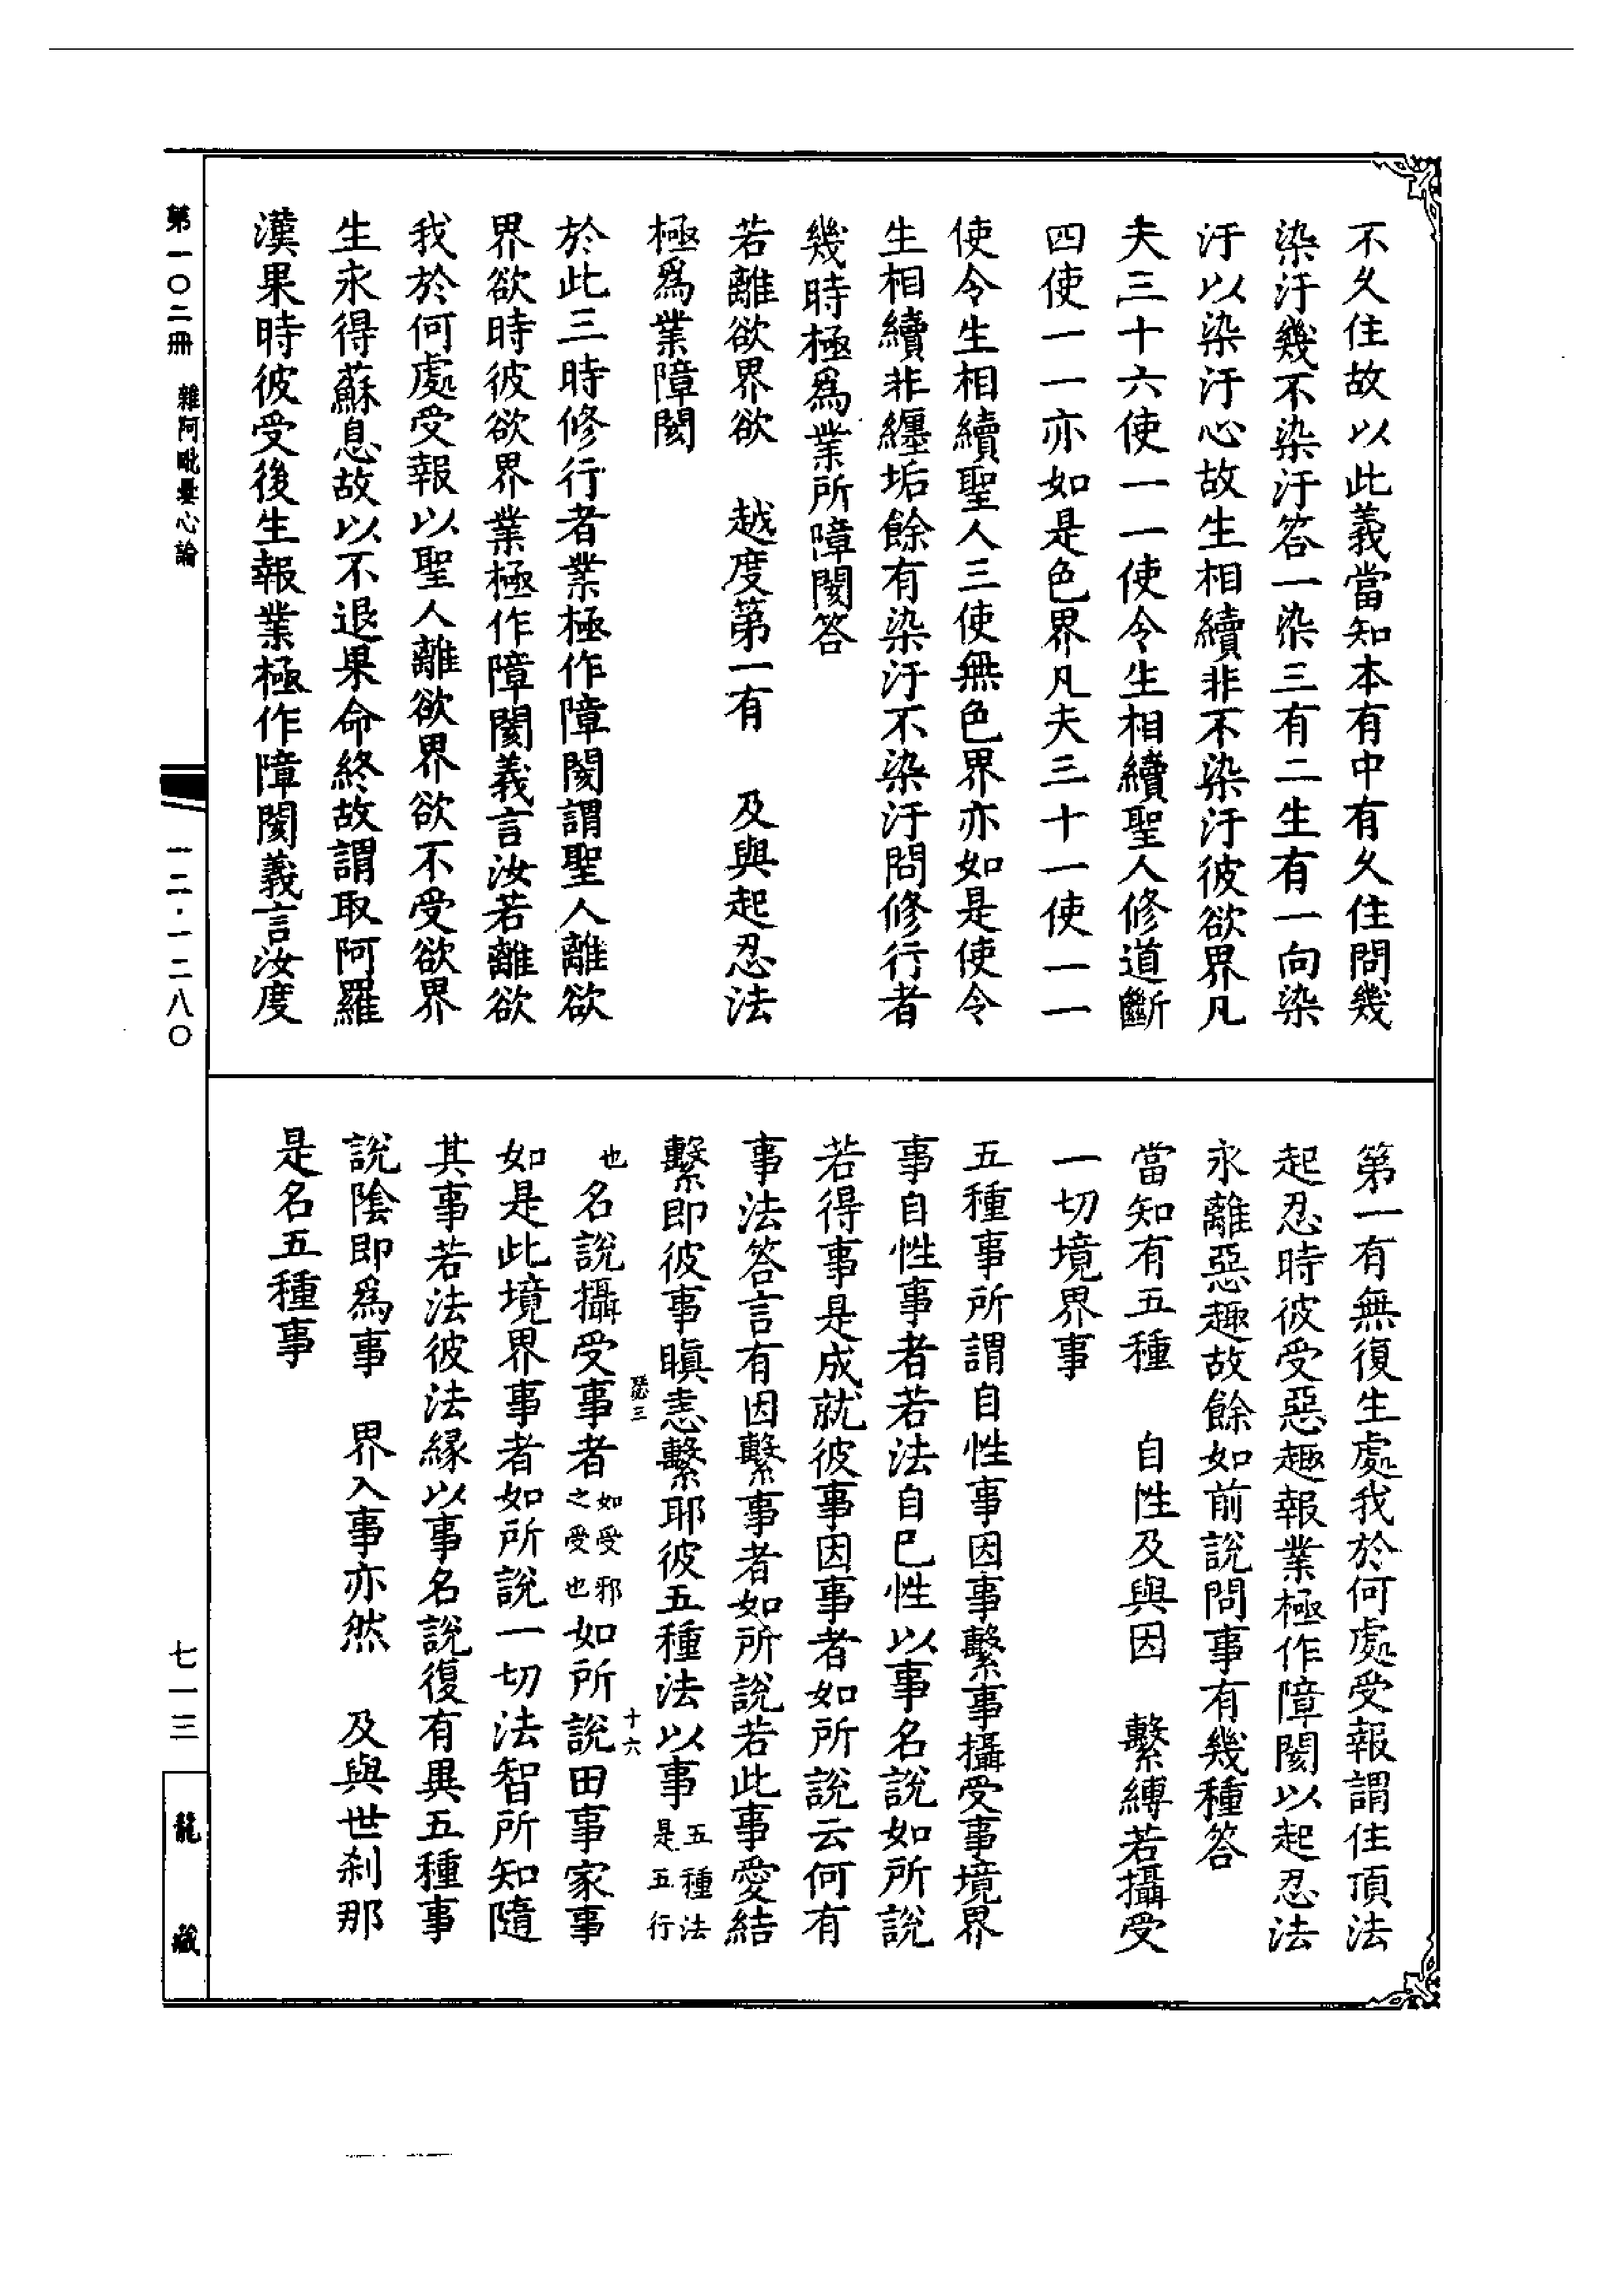 不久住故以此義當知本有中有久住問幾
染汙幾不染汙答一染三有二生有一向染
汙以染汙心故生相續非不染汙彼欲界凡
夫三十六使一一使令生相續聖人修道斷
四使一一亦如是色界凡夫三十一使一一
使令生相續聖人三使無色界亦如是使令
生相續非纏垢餘有染汙不染汙問修行者
幾時極爲業所障閡答
若離欲界欲　越度第一有　及與起忍法
極爲業障閡
於此三時修行者業極作障閡謂聖人離欲
界欲時彼欲界業極作障閡義言汝若離欲
我於何處受報以聖人離欲界欲不受欲界
生永得蘇息故以不退果命終故謂取阿羅
漢果時彼受後生報業極作障閡義言汝度
第一有無復生處我於何處受報謂住頂法
起忍時彼受惡趣報業極作障閡以起忍法
永離惡趣故餘如前說問事有幾種答
當知有五種　自性及與因　繫縛若攝受
一切境界事
五種事所謂自性事因事繫事攝受事境界
事自性事者若法自已性以事名說如所說
若得事是成就彼事因事者如所說云何有
事法答言有因繫事者如所說若此事愛結
繫即彼事瞋恚繫耶彼五種法以事五種法是五行
也名說攝受事者如受邪之受也如所說田事家事
如是此境界事者如所說一切法智所知隨
其事若法彼法緣以事名說復有異五種事
說陰即爲事　界入事亦然　及與世刹那
是名五種事
十六
第一〇二冊　雜阿毗曇心論
一二·一二八〇
七一三
龍藏